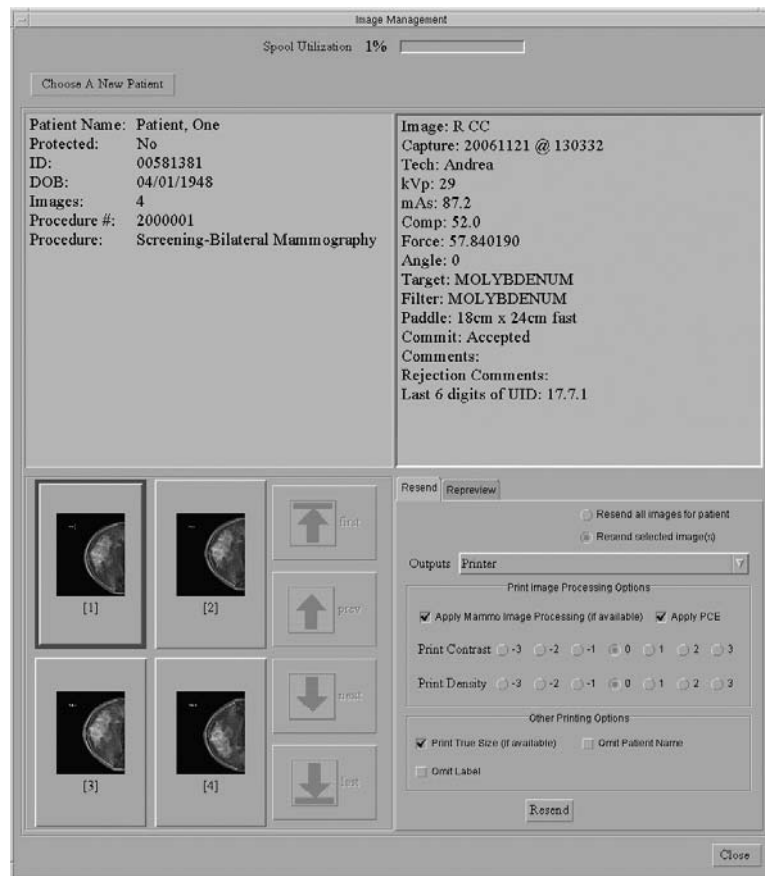 Image Management
Spool Utilization 1%
Choose A New Patient
Patient Name: Patient, One
Protected: No
ID: 00581381
DOB: 04/01/1948
Images: 4
Procedure #: 2000001
Procedure: Screening-Bilateral Mammography
Image: R CC
Capture: 20061121 @ 130332
Tech: Andrea
kVp: 29
mAs: 87.2
Comp: 52.0
Force: 57.840190
Angle: 0
Target: MOLYBDENUM
Filter: MOLYBDENUM
Paddle: 18cm x 24cm fast
Commit: Accepted
Comments:
Rejection Comments:
Last 6 digits of UID: 17.7.1
[1]
[2]
[3]
[4]
first
prev
next
last
Resend Repreview
Resend all images for patient
Resend selected image(s)
Outputs Printer
Print Image Processing Options
Apply Mammo Image Processing (if available) Apply PCE
Print Contrast -3 -2 -1 0 1 2 3
Print Density -3 -2 -1 0 1 2 3
Other Printing Options
Print True Size (if available) Omit Patient Name
Omit Label
Resend
Close